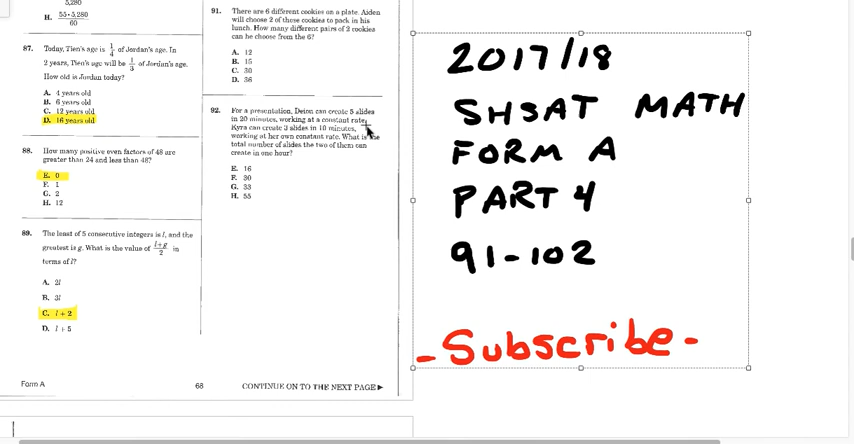 5,280
H. 55·5,280
60
87. Today, Tien's age is 1/4 of Jordan's age. In
2 years, Tien's age will be 1/3 of Jordan's age.
How old is Jordan today?
A. 4 years old
B. 6 years old
C. 12 years old
D. 16 years old
88. How many positive even factors of 48 are
greater than 24 and less than 48?
E. 0
F. 1
G. 2
H. 12
89. The least of 5 consecutive integers is l, and the
greatest is g. What is the value of (l+g)/2 in
terms of l?
A. 2l
B. 3l
C. l + 2
D. l + 5
91. There are 6 different cookies on a plate. Aiden
will choose 2 of these cookies to pack in his
lunch. How many different pairs of 2 cookies
can he choose from the 6?
A. 12
B. 15
C. 30
D. 36
92. For a presentation, Deion can create 5 slides
in 20 minutes, working at a constant rate.
Kyra can create 3 slides in 10 minutes,
working at her own constant rate. What is the
total number of slides the two of them can
create in one hour?
E. 16
F. 30
G. 33
H. 55
Form A
68
CONTINUE ON TO THE NEXT PAGE ▶
2017/18
SHSAT MATH
FORM A
PART 4
91-102
- Subscribe -